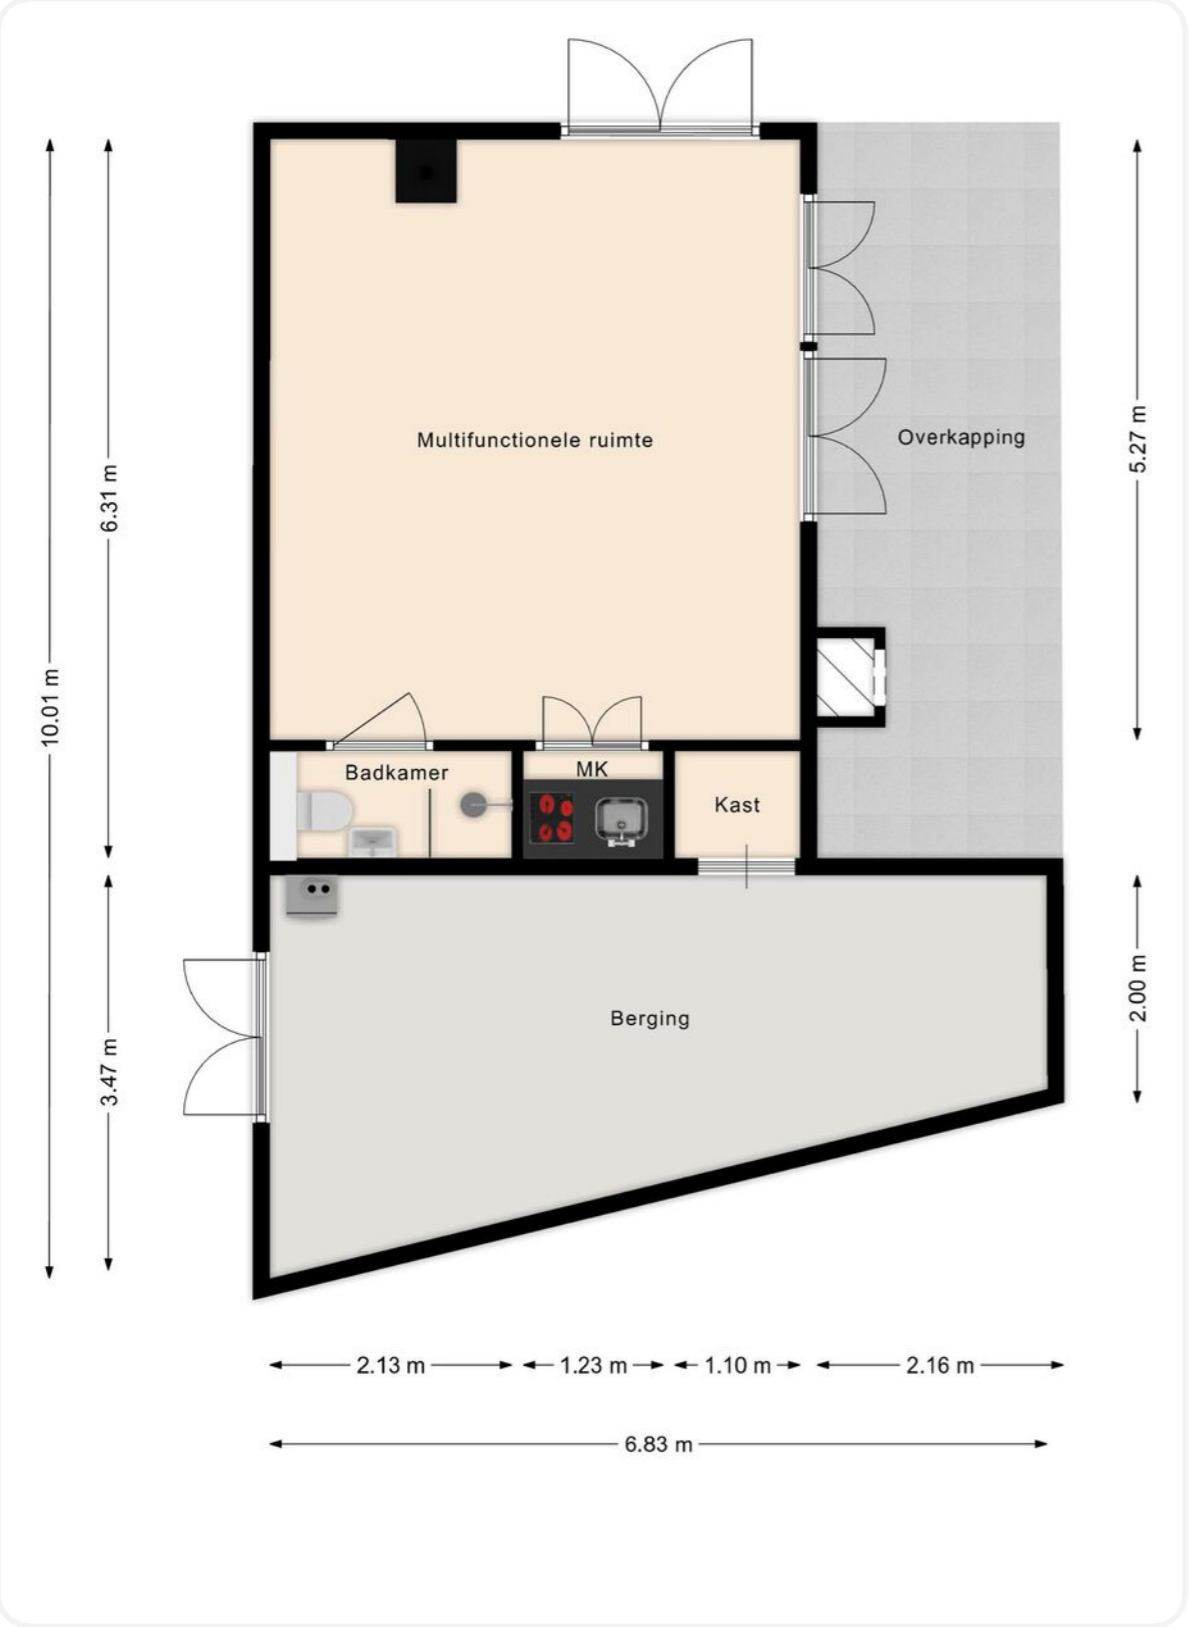 Multifunctionele ruimte
Overkapping
5.27 m
6.31 m
10.01 m
Badkamer
MK
Kast
2.00 m
Berging
3.47 m
2.13 m
1.23 m
1.10 m
2.16 m
6.83 m